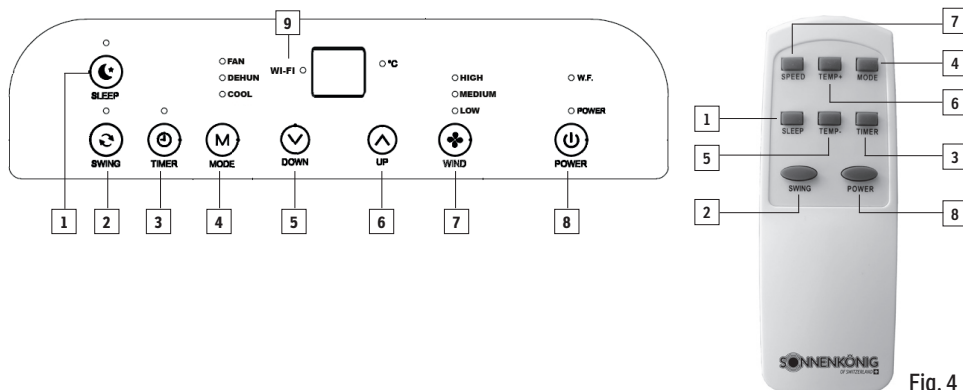 9
7
FAN
WI-FI
°C
DEHUN
HIGH
W.F.
SLEEP
COOL
MEDIUM
LOW
POWER
SWING
TIMER
MODE
DOWN
UP
WIND
POWER
1
2
3
4
5
6
7
8
SPEED TEMP+ MODE
4
6
1
SLEEP TEMP- TIMER
5
3
SWING POWER
2
8
SONNENKÖNIG
OF SWITZERLAND
Fig. 4